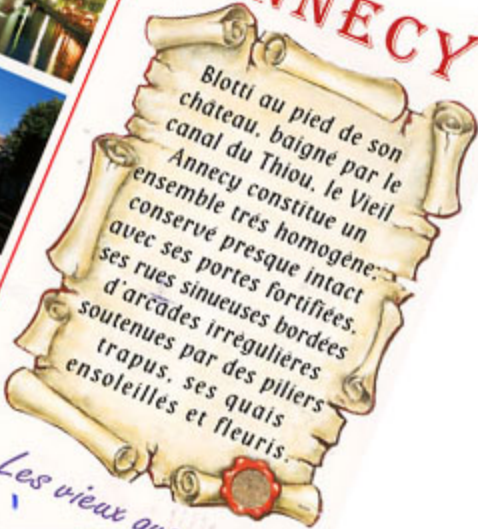 ANNECY
Blotti au pied de son
château, baigné par le
canal du Thiou, le Vieil
Annecy constitue un
ensemble trés homogène:
conservé presque intact
avec ses portes fortifiées,
ses rues sinueuses bordées
d'arcades irrégulières
soutenues par des piliers
trapus, ses quais
ensoleillés et fleuris.
Les vieux